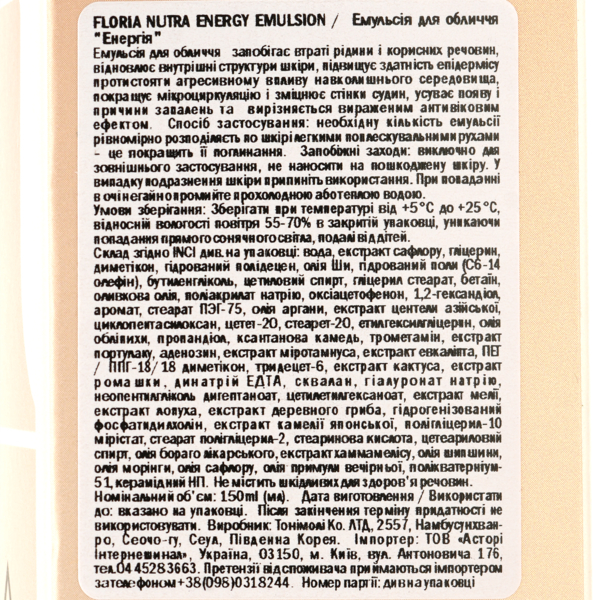 FLORIA NUTRA ENERGY EMULSION / Емульсія для обличчя
"Енергія"
Емульсія для обличчя запобігає втраті рідини і корисних речовин,
відновлює внутрішні структури шкіри, підвищує здатність епідермісу
протистояти агресивному впливу навколишнього середовища,
покращує мікроциркуляцію і зміцнює стінки судин, усуває появу і
причини запалень та вирізняється вираженим антивіковим
ефектом. Спосіб застосування: необхідну кількість емульсії
рівномірно розподіляєть по шкірі легкими поплескувальними рухами
- це покращить її поглинання. Запобіжні заходи: виключно для
зовнішнього застосування, не наносити на пошкоджену шкіру. У
випадку подразнення шкіри припиніть використання. При попаданні
в очі негайно промийте прохолодною або теплою водою.
Умови зберігання: Зберігати при температурі від +5°С до +25°С,
відносній вологості повітря 55-70% в закритій упаковці, уникаючи
попадання прямого сонячного світла, подалі від дітей.
Склад згідно INCI див. на упаковці: вода, екстракт сафлору, гліцерин,
диметікон, гідрований полідецен, олія Ши, гідрований поли (С6-14
олефін), бутиленгліколь, цетиловий спирт, гліцерил стеарат, бетаїн,
оливкова олія, поліакрилат натрію, оксіацетофенон, 1,2-гександіол,
аромат, стеарат ПЭГ-75, олія аргани, екстракт центели азійської,
циклопентасилоксан, цетет-20, стеарет-20, етилгексилгліцерин, олія
обліпихи, пропандіол, ксантанова камедь, трометамін, екстракт
портулаку, аденозин, екстракт міротамнуса, екстракт евкаліпта, ПЕГ
/ ППГ-18/ 18 диметікон, тридецет-6, екстракт кактуса, екстракт
ромашки, динатрій ЕДТА, сквалан, гіалуронат натрію,
неопентилгліколь дигептаноат, цетилетилгексаноат, екстракт мелії,
екстракт лопуха, екстракт деревного гриба, гідрогенізований
фосфатидилхолін, екстракт камелії японської, полігліцерил-10
мірістат, стеарат полігліцерил-2, стеаринова кислота, цетеариловий
спирт, олія бораго лікарського, екстракт хаммамелісу, олія шипшини,
олія морінги, олія сафлору, олія примули вечірньої, полікватерніум-
51, керамідний НП. Не містить шкідливих для здоров'я речовин.
Номінальний об'єм: 150ml (мл). Дата виготовлення / Використати
до: вказано на упаковці. Після закінчення терміну придатності не
використовувати. Виробник: Тонімолі Ко. ЛТД, 2557, Намбусунхван-
ро, Сеочо-гу, Сеул, Південна Корея. Імпортер: ТОВ «Асторі
Інтернешинал», Україна, 03150, м. Київ, вул. Антоновича 176,
тел.04 4528 3663. Претензії від споживача приймаються імпортером
за телефоном +38(098)0318244. Номер партії: див на упаковці